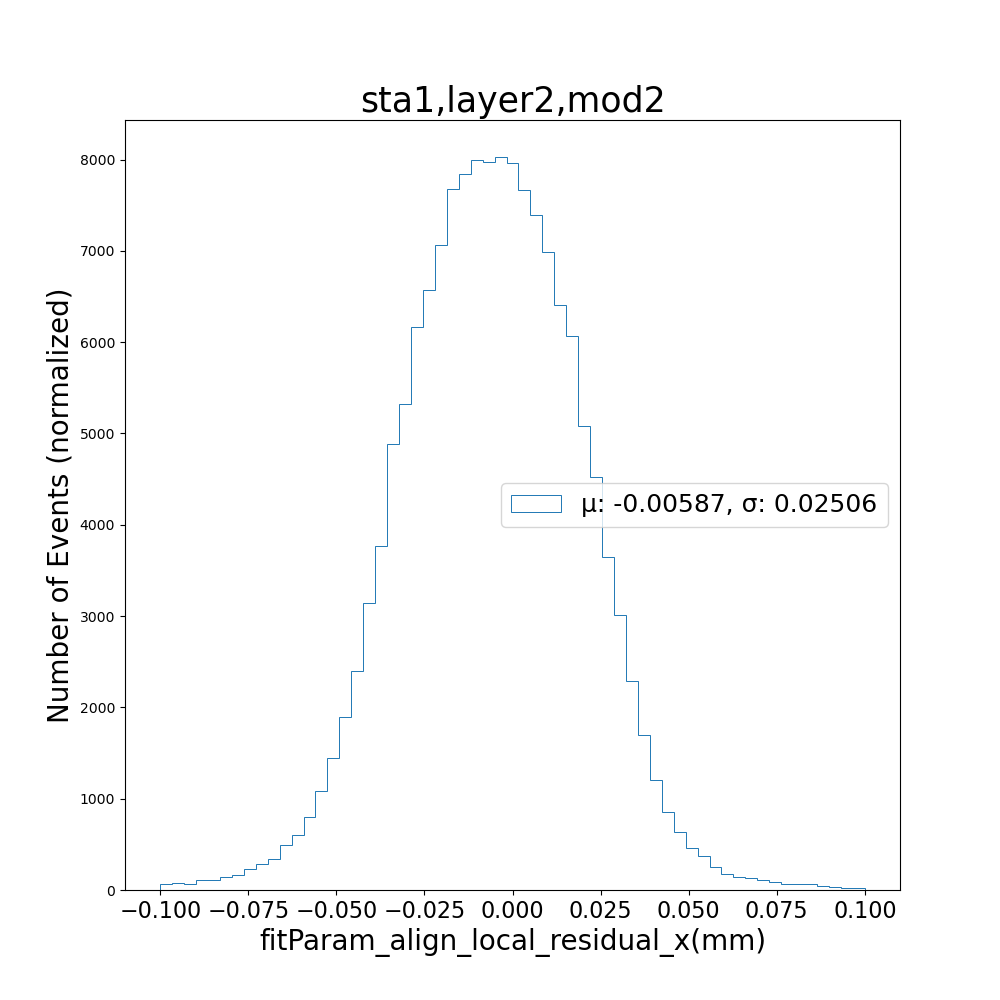 sta1,layer2,mod2
Number of Events (normalized)
8000
7000
6000
5000
4000
3000
2000
1000
0
μ: -0.00587, σ: 0.02506
−0.100 −0.075 −0.050 −0.025 0.000 0.025 0.050 0.075 0.100
fitParam_align_local_residual_x(mm)